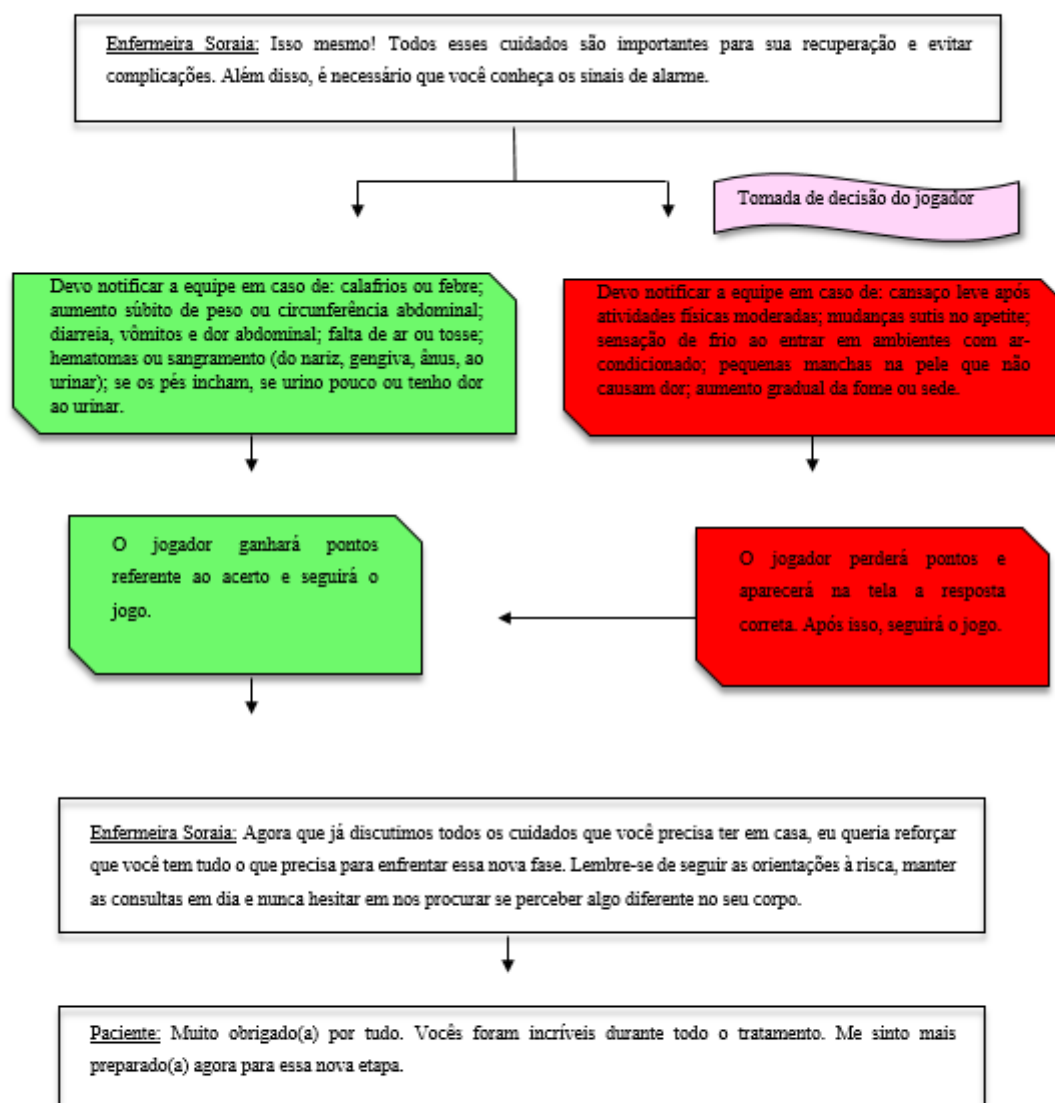 Enfermeira Soraia: Isso mesmo! Todos esses cuidados são importantes para sua recuperação e evitar
complicações. Além disso, é necessário que você conheça os sinais de alarme.
Tomada de decisão do jogador
Devo notificar a equipe em caso de: calafrios ou febre;
aumento súbito de peso ou circunferência abdominal;
diarreia, vômitos e dor abdominal; falta de ar ou tosse;
hematomas ou sangramento (do nariz, gengiva, ânus, ao
urinar); se os pés incham, se urino pouco ou tenho dor
ao urinar.
Devo notificar a equipe em caso de: cansaço leve após
atividades físicas moderadas; mudanças sutis no apetite;
sensação de frio ao entrar em ambientes com ar-
condicionado; pequenas manchas na pele que não
causam dor; aumento gradual da fome ou sede.
O jogador ganhará pontos
referente ao acerto e seguirá o
jogo.
O jogador perderá pontos e
aparecerá na tela a resposta
correta. Após isso, seguirá o jogo.
Enfermeira Soraia: Agora que já discutimos todos os cuidados que você precisa ter em casa, eu queria reforçar
que você tem tudo o que precisa para enfrentar essa nova fase. Lembre-se de seguir as orientações à risca, manter
as consultas em dia e nunca hesitar em nos procurar se perceber algo diferente no seu corpo.
Paciente: Muito obrigado(a) por tudo. Vocês foram incríveis durante todo o tratamento. Me sinto mais
preparado(a) agora para essa nova etapa.